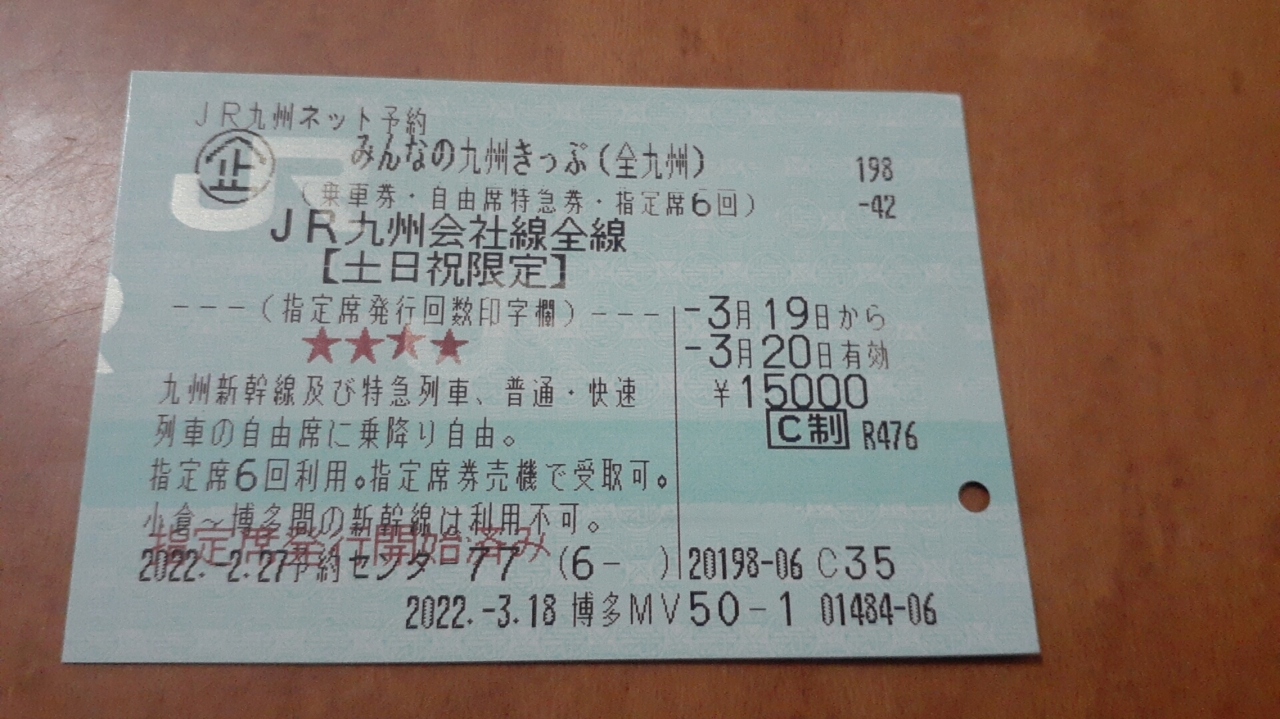 JR九州ネット予約
企 みんなの九州きっぷ(全九州) 198
(乗車券・自由席特急券・指定席6回) -42
JR九州会社線全線
【土日祝限定】
---(指定席発行回数印字欄)--- -3月19日から
★★★★ -3月20日有効
九州新幹線及び特急列車、普通・快速 ¥15000
列車の自由席に乗降り自由。 C制 R476
指定席6回利用。指定席券売機で受取可。
小倉~博多間の新幹線は利用不可。
指定席発行開始済み
2022.-2.27予約センター77 (6- ) 20198-06 C35
2022.-3.18 博多MV50-1 01484-06